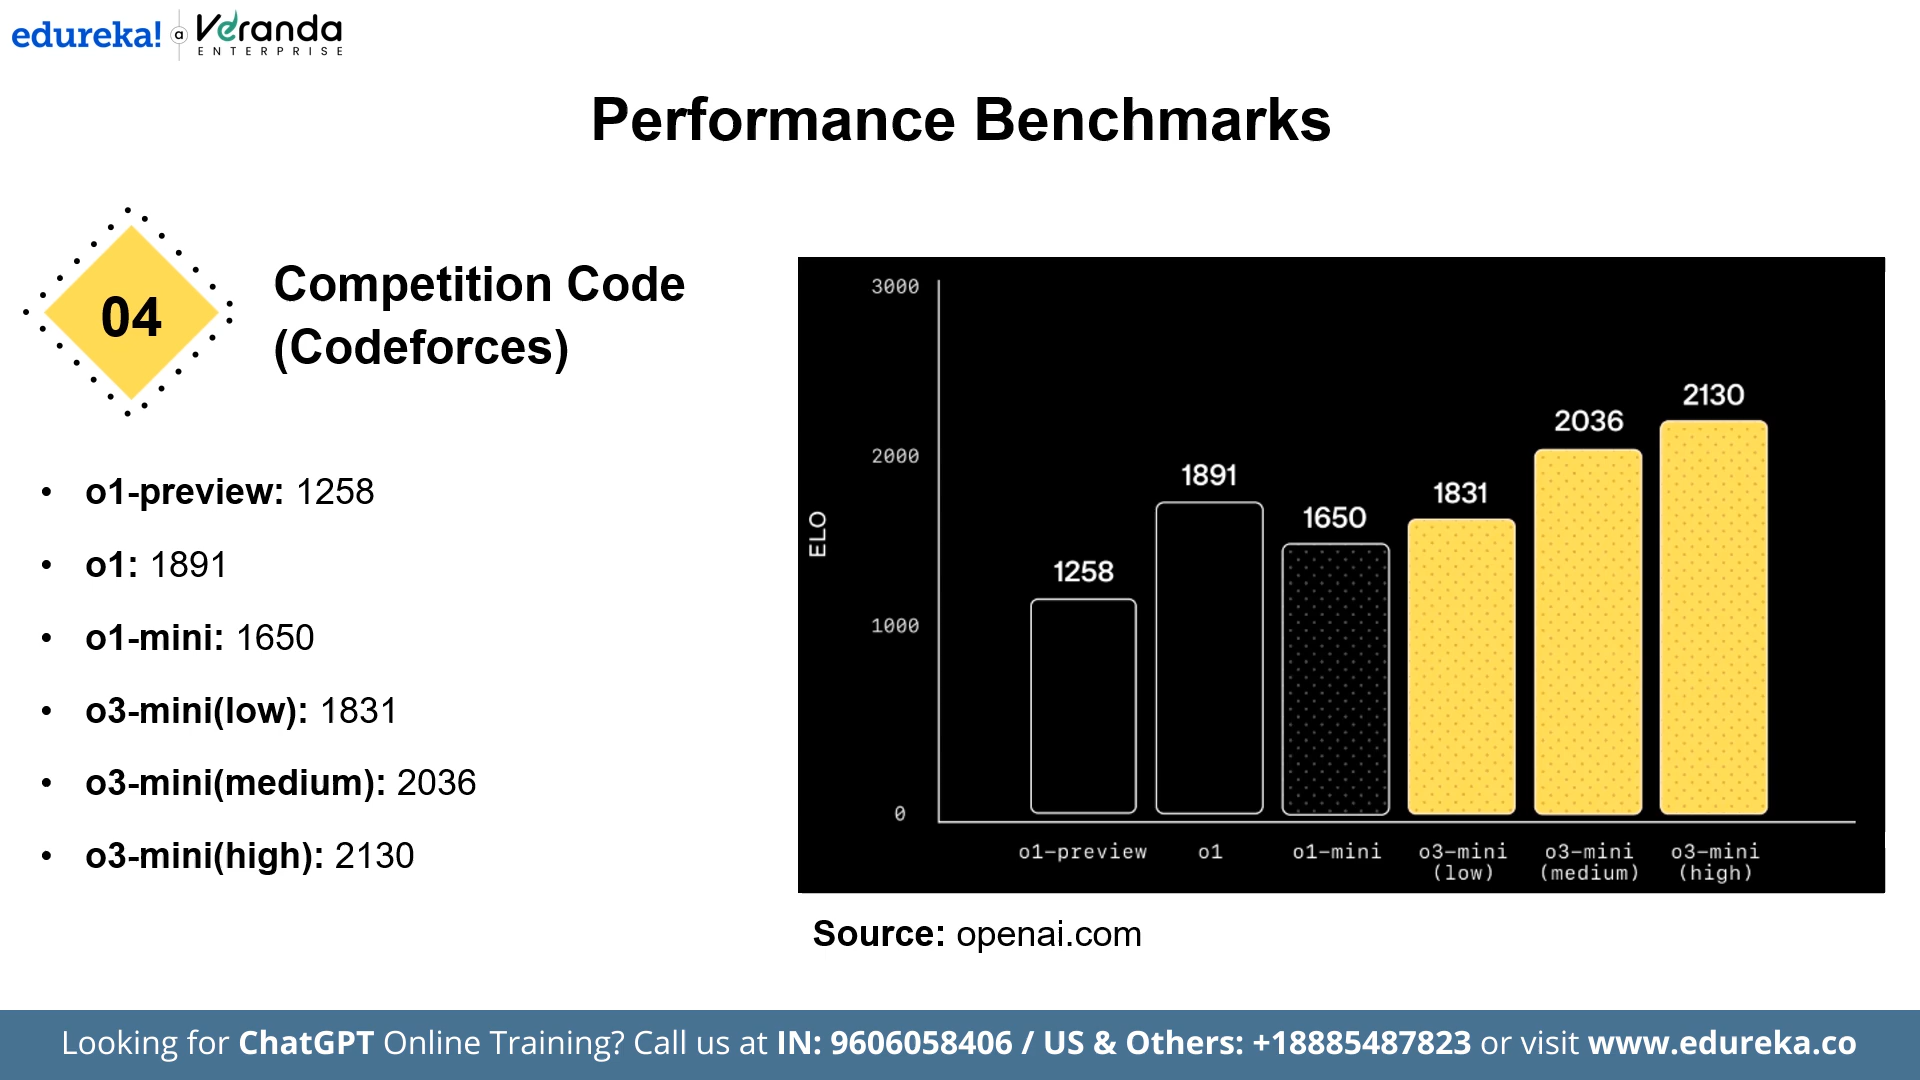 edureka! a Veranda
ENTERPRISE
Performance Benchmarks
04
Competition Code
(Codeforces)
• o1-preview: 1258
• o1: 1891
• o1-mini: 1650
• o3-mini(low): 1831
• o3-mini(medium): 2036
• o3-mini(high): 2130
3000
2000
1000
0
ELO
1258
1891
1650
1831
2036
2130
o1-preview
o1
o1-mini
o3-mini
(low)
o3-mini
(medium)
o3-mini
(high)
Source: openai.com
Looking for ChatGPT Online Training? Call us at IN: 9606058406 / US & Others: +18885487823 or visit www.edureka.co